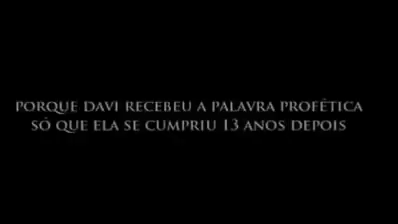 PORQUE DAVI RECEBEU A PALAVRA PROFÉTICA
SÓ QUE ELA SE CUMPRIU 13 ANOS DEPOIS